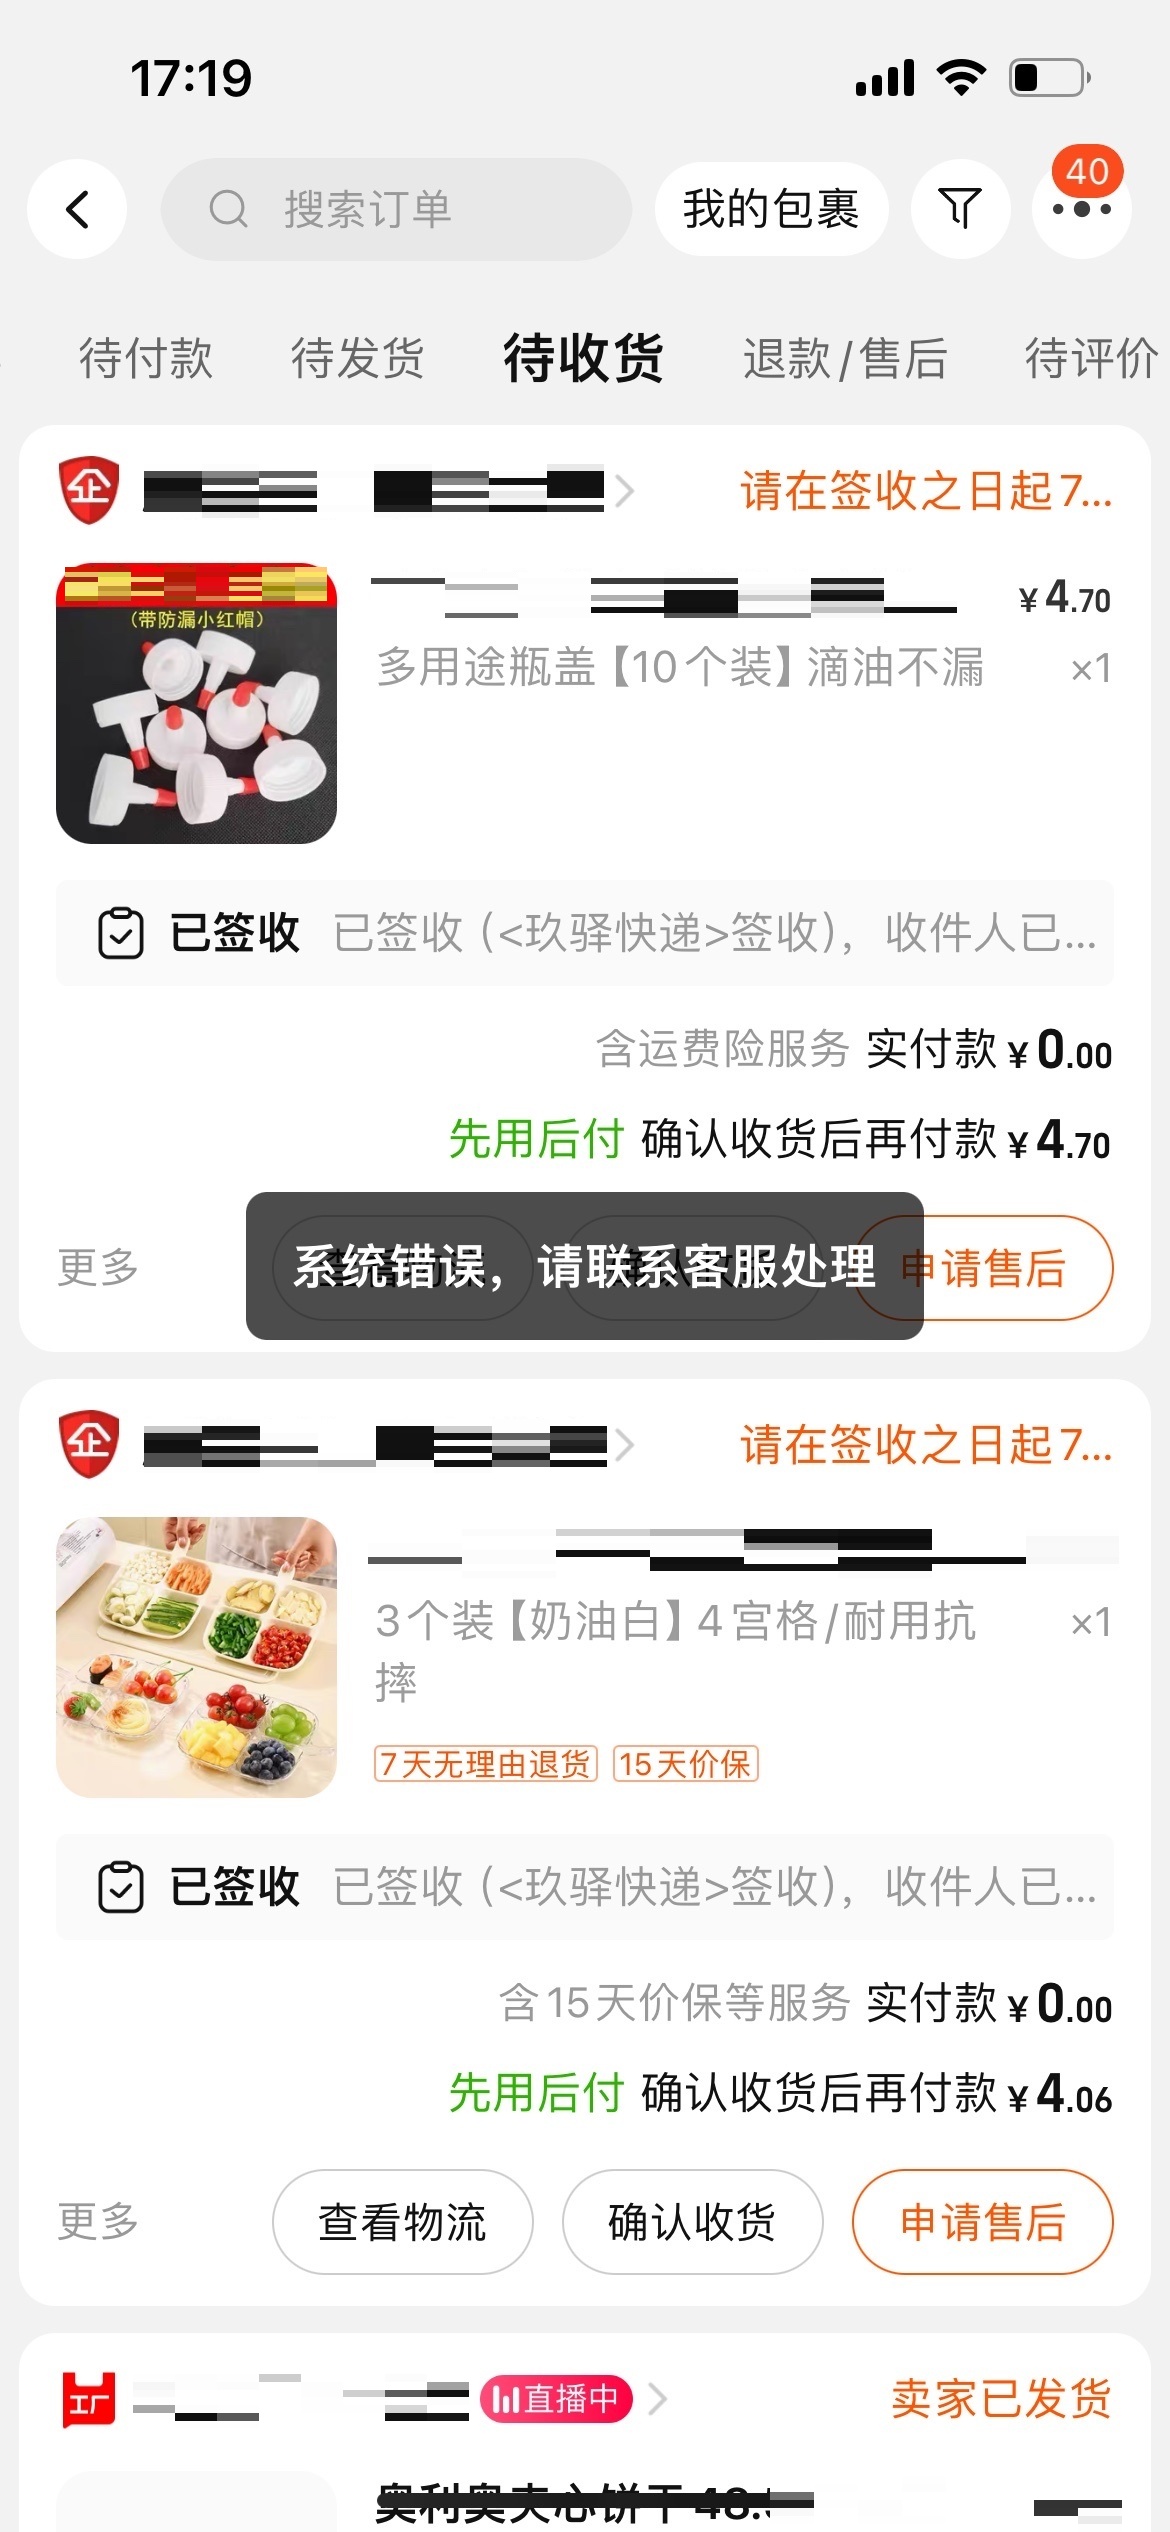 17:19
40
搜索订单
我的包裹
待付款 待发货 待收货 退款/售后 待评价
企
请在签收之日起7...
（带防漏小红帽）
¥4.70
多用途瓶盖【10个装】滴油不漏 ×1
已签收 已签收（<玖驿快递>签收），收件人已...
含运费险服务 实付款 ¥0.00
先用后付 确认收货后再付款 ¥4.70
更多 申请售后
系统错误，请联系客服处理
企
请在签收之日起7...
3个装【奶油白】4宫格/耐用抗 ×1
摔
7天无理由退货 15天价保
已签收 已签收（<玖驿快递>签收），收件人已...
含15天价保等服务 实付款 ¥0.00
先用后付 确认收货后再付款 ¥4.06
更多 查看物流 确认收货 申请售后
工厂 直播中 卖家已发货
奥利奥夹心饼干